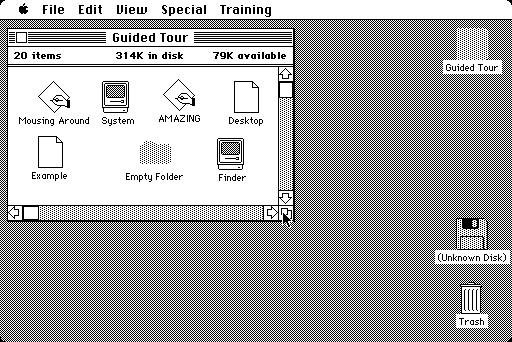 File Edit View Special Training
Guided Tour
20 items 314K in disk 79K available
Mousing Around System AMAZING Desktop
Example Empty Folder Finder
Guided Tour
(Unknown Disk)
Trash